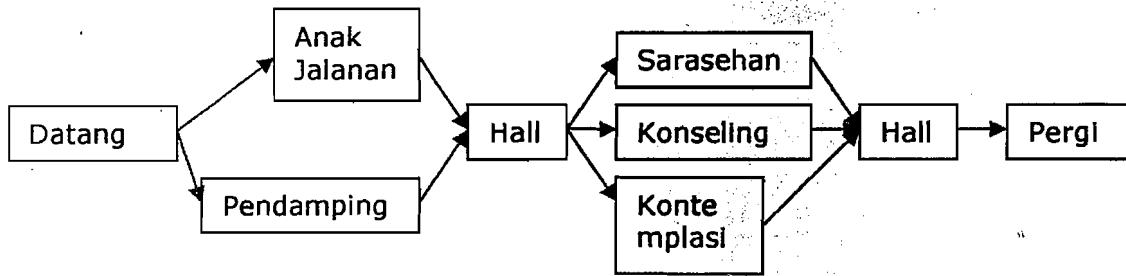 Datang
Anak
Jalanan
Pendamping
Hall
Sarasehan
Konseling
Konte
mplasi
Hall
Pergi